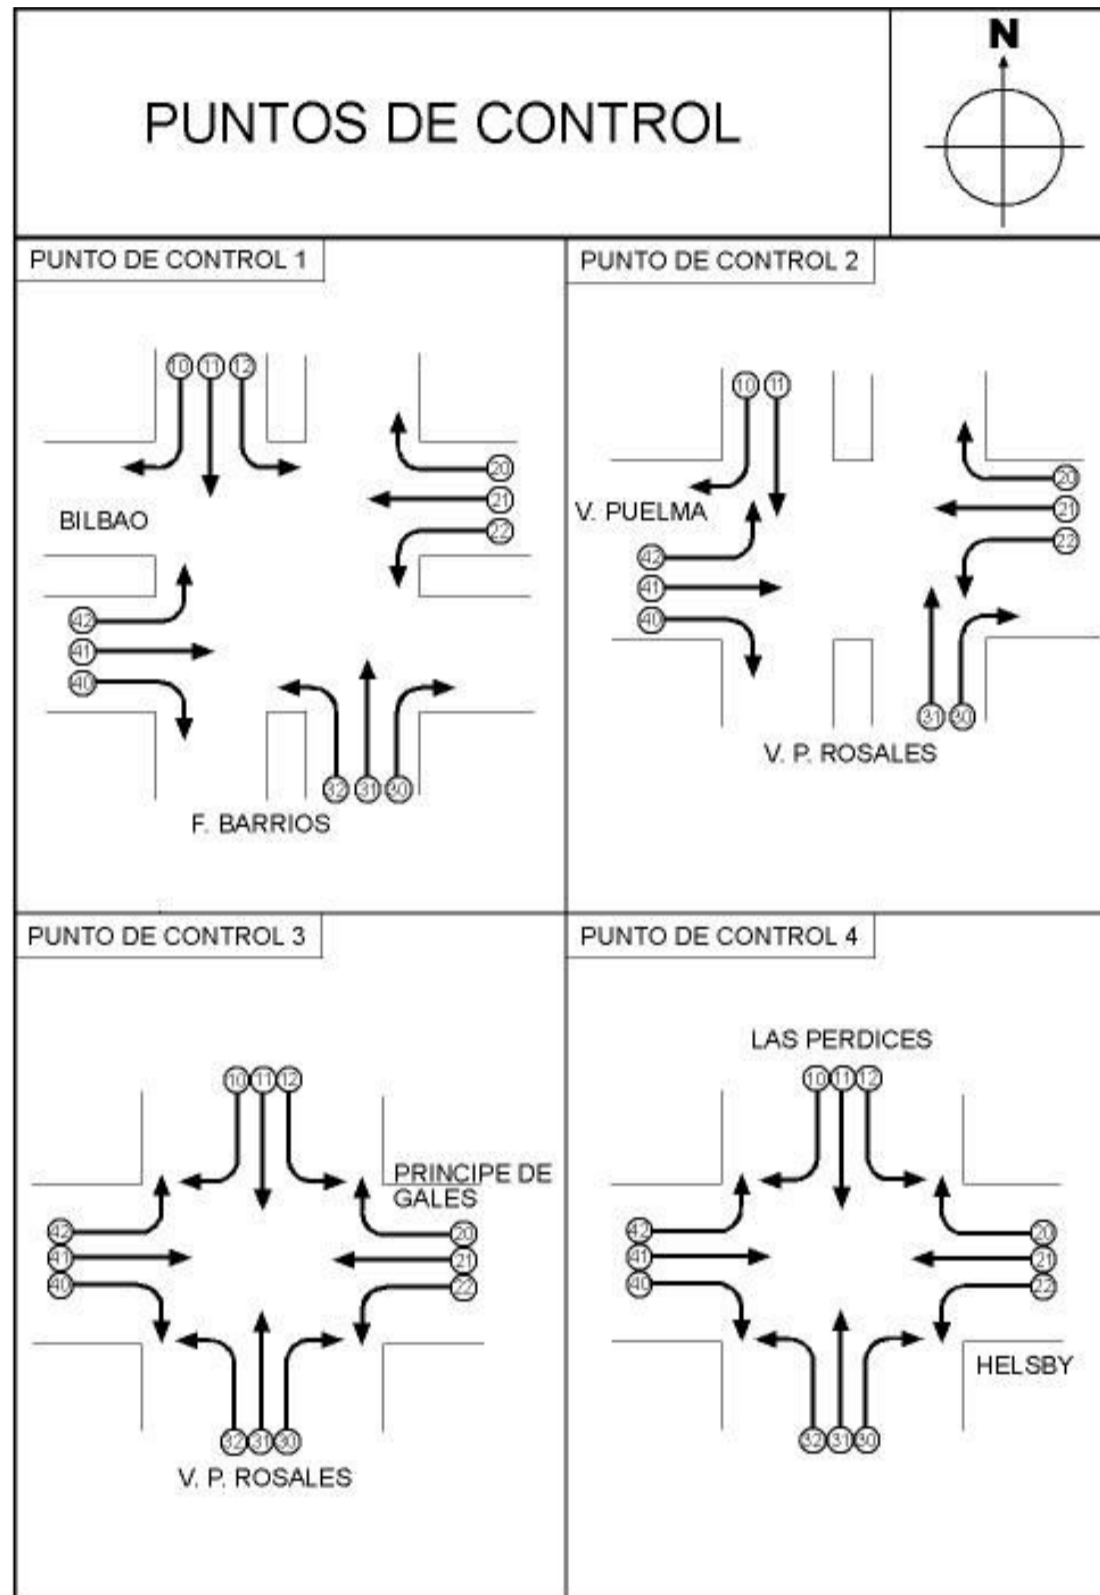 N
PUNTOS DE CONTROL
PUNTO DE CONTROL 1
10 11 12
20
21
22
BILBAO
42
41
40
32 31 30
F. BARRIOS
PUNTO DE CONTROL 2
10 11
20
21
22
V. PUELMA
42
41
40
31 30
V. P. ROSALES
PUNTO DE CONTROL 3
10 11 12
PRINCIPE DE
GALES
42
41
40
20
21
22
32 31 30
V. P. ROSALES
PUNTO DE CONTROL 4
LAS PERDICES
10 11 12
42
41
40
20
21
22
HELSBY
32 31 30